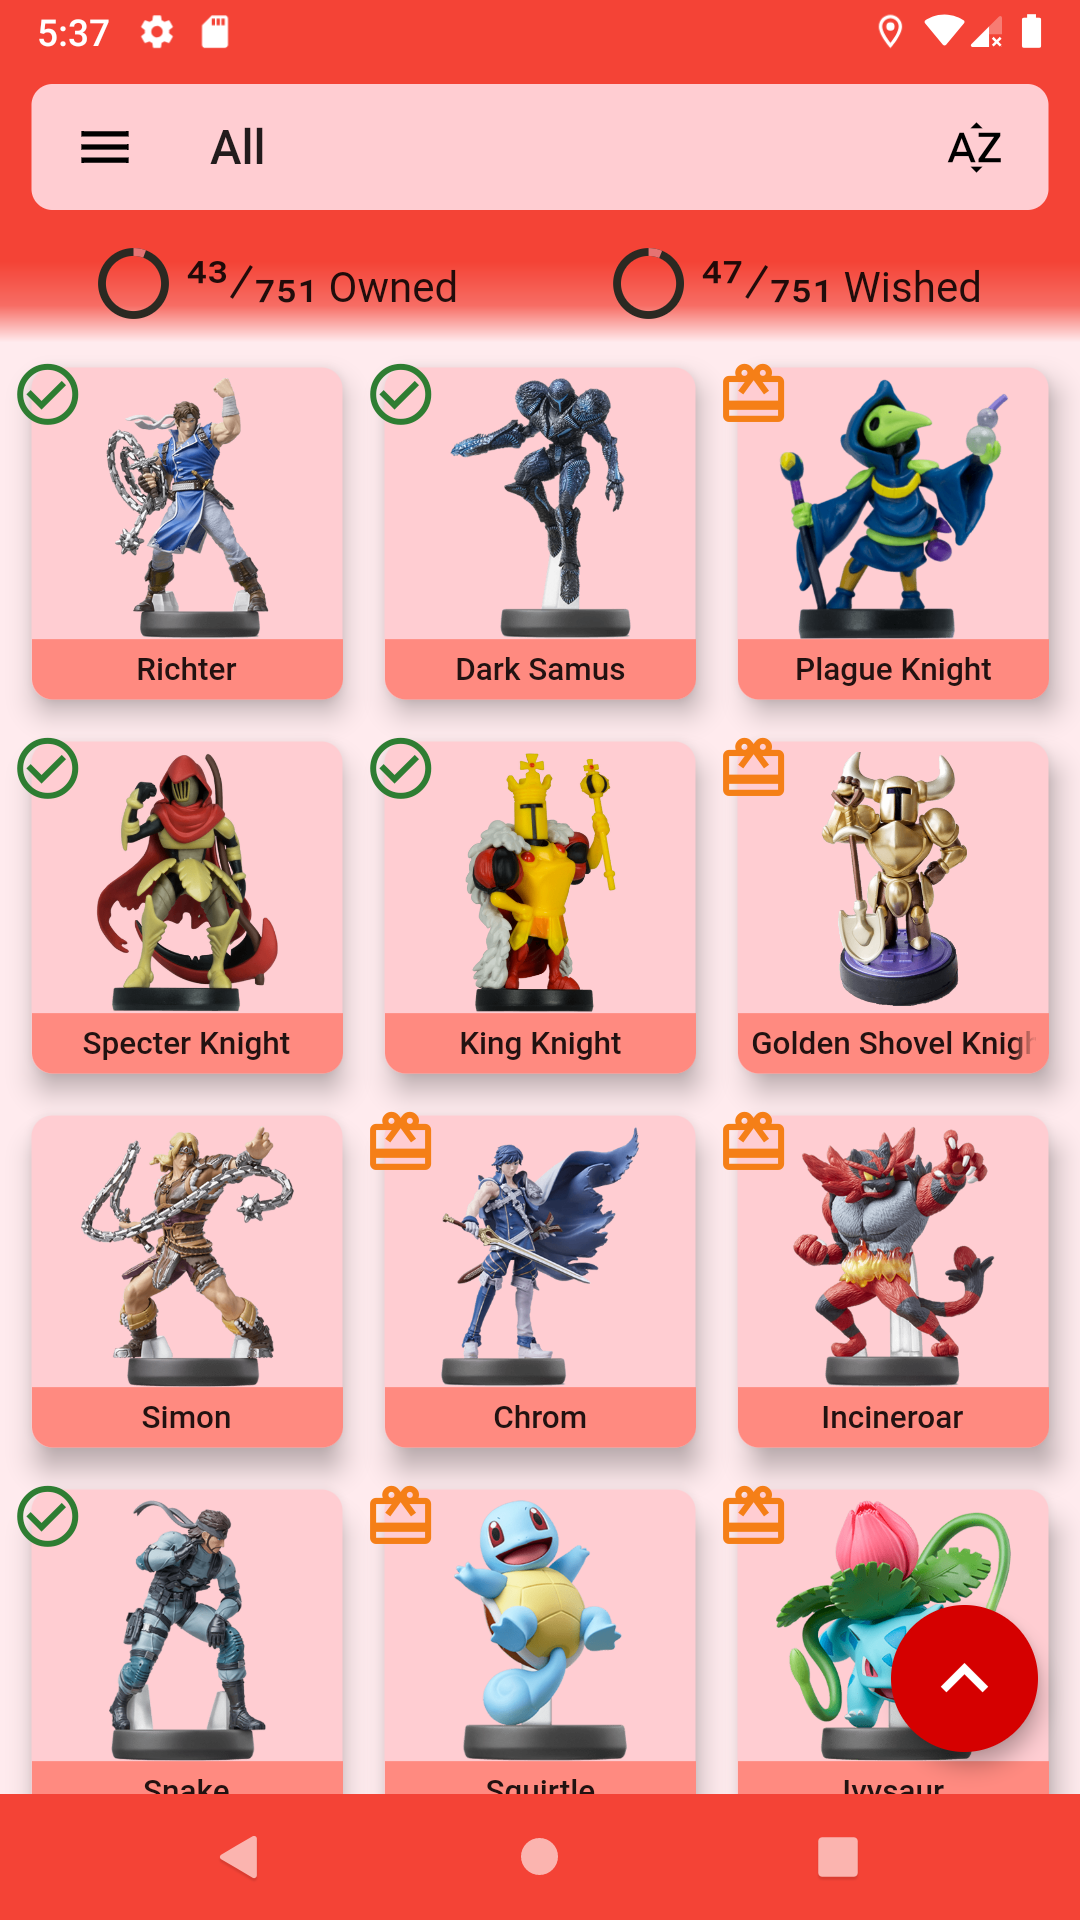 5:37
All
AZ
43/751 Owned
47/751 Wished
Richter
Dark Samus
Plague Knight
Specter Knight
King Knight
Golden Shovel Knigh
Simon
Chrom
Incineroar
Snake
Squirtle
Ivysaur